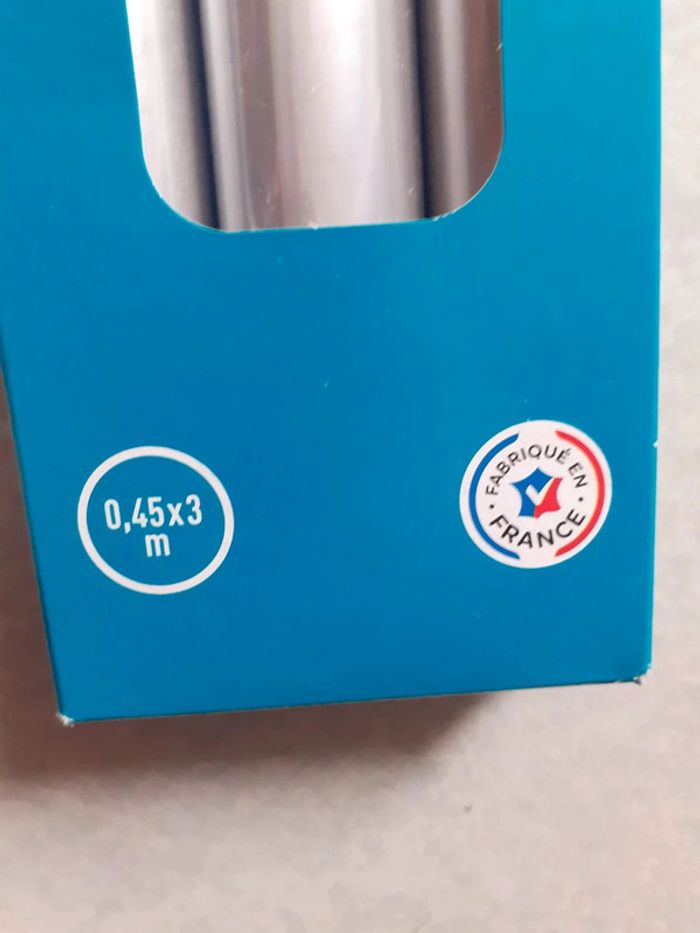 0,45x3
m
FABRIQUÉ EN
FRANCE